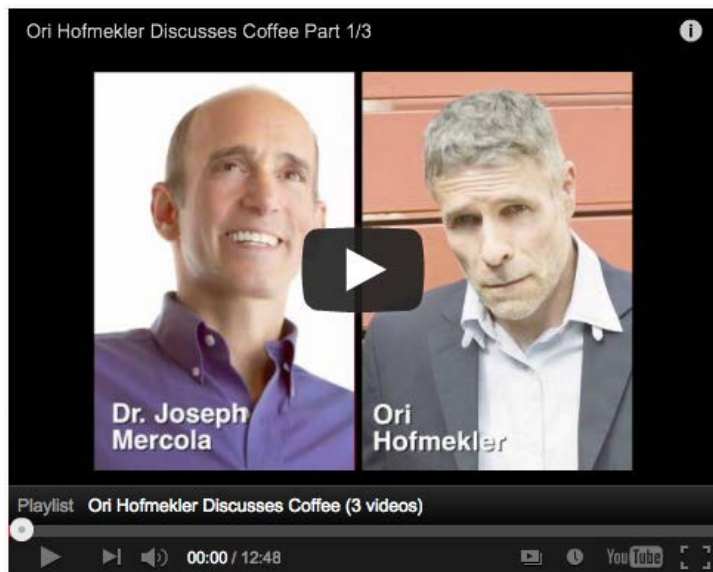 Ori Hofmekler Discusses Coffee Part 1/3
Dr. Joseph
Mercola
Ori
Hofmekler
Playlist Ori Hofmekler Discusses Coffee (3 videos)
00:00 / 12:48
YouTube